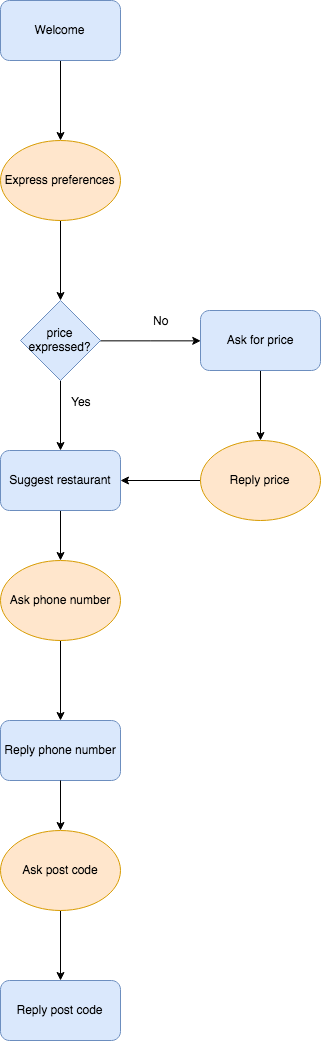 Welcome
Express preferences
price
expressed?
No
Ask for price
Yes
Suggest restaurant
Reply price
Ask phone number
Reply phone number
Ask post code
Reply post code